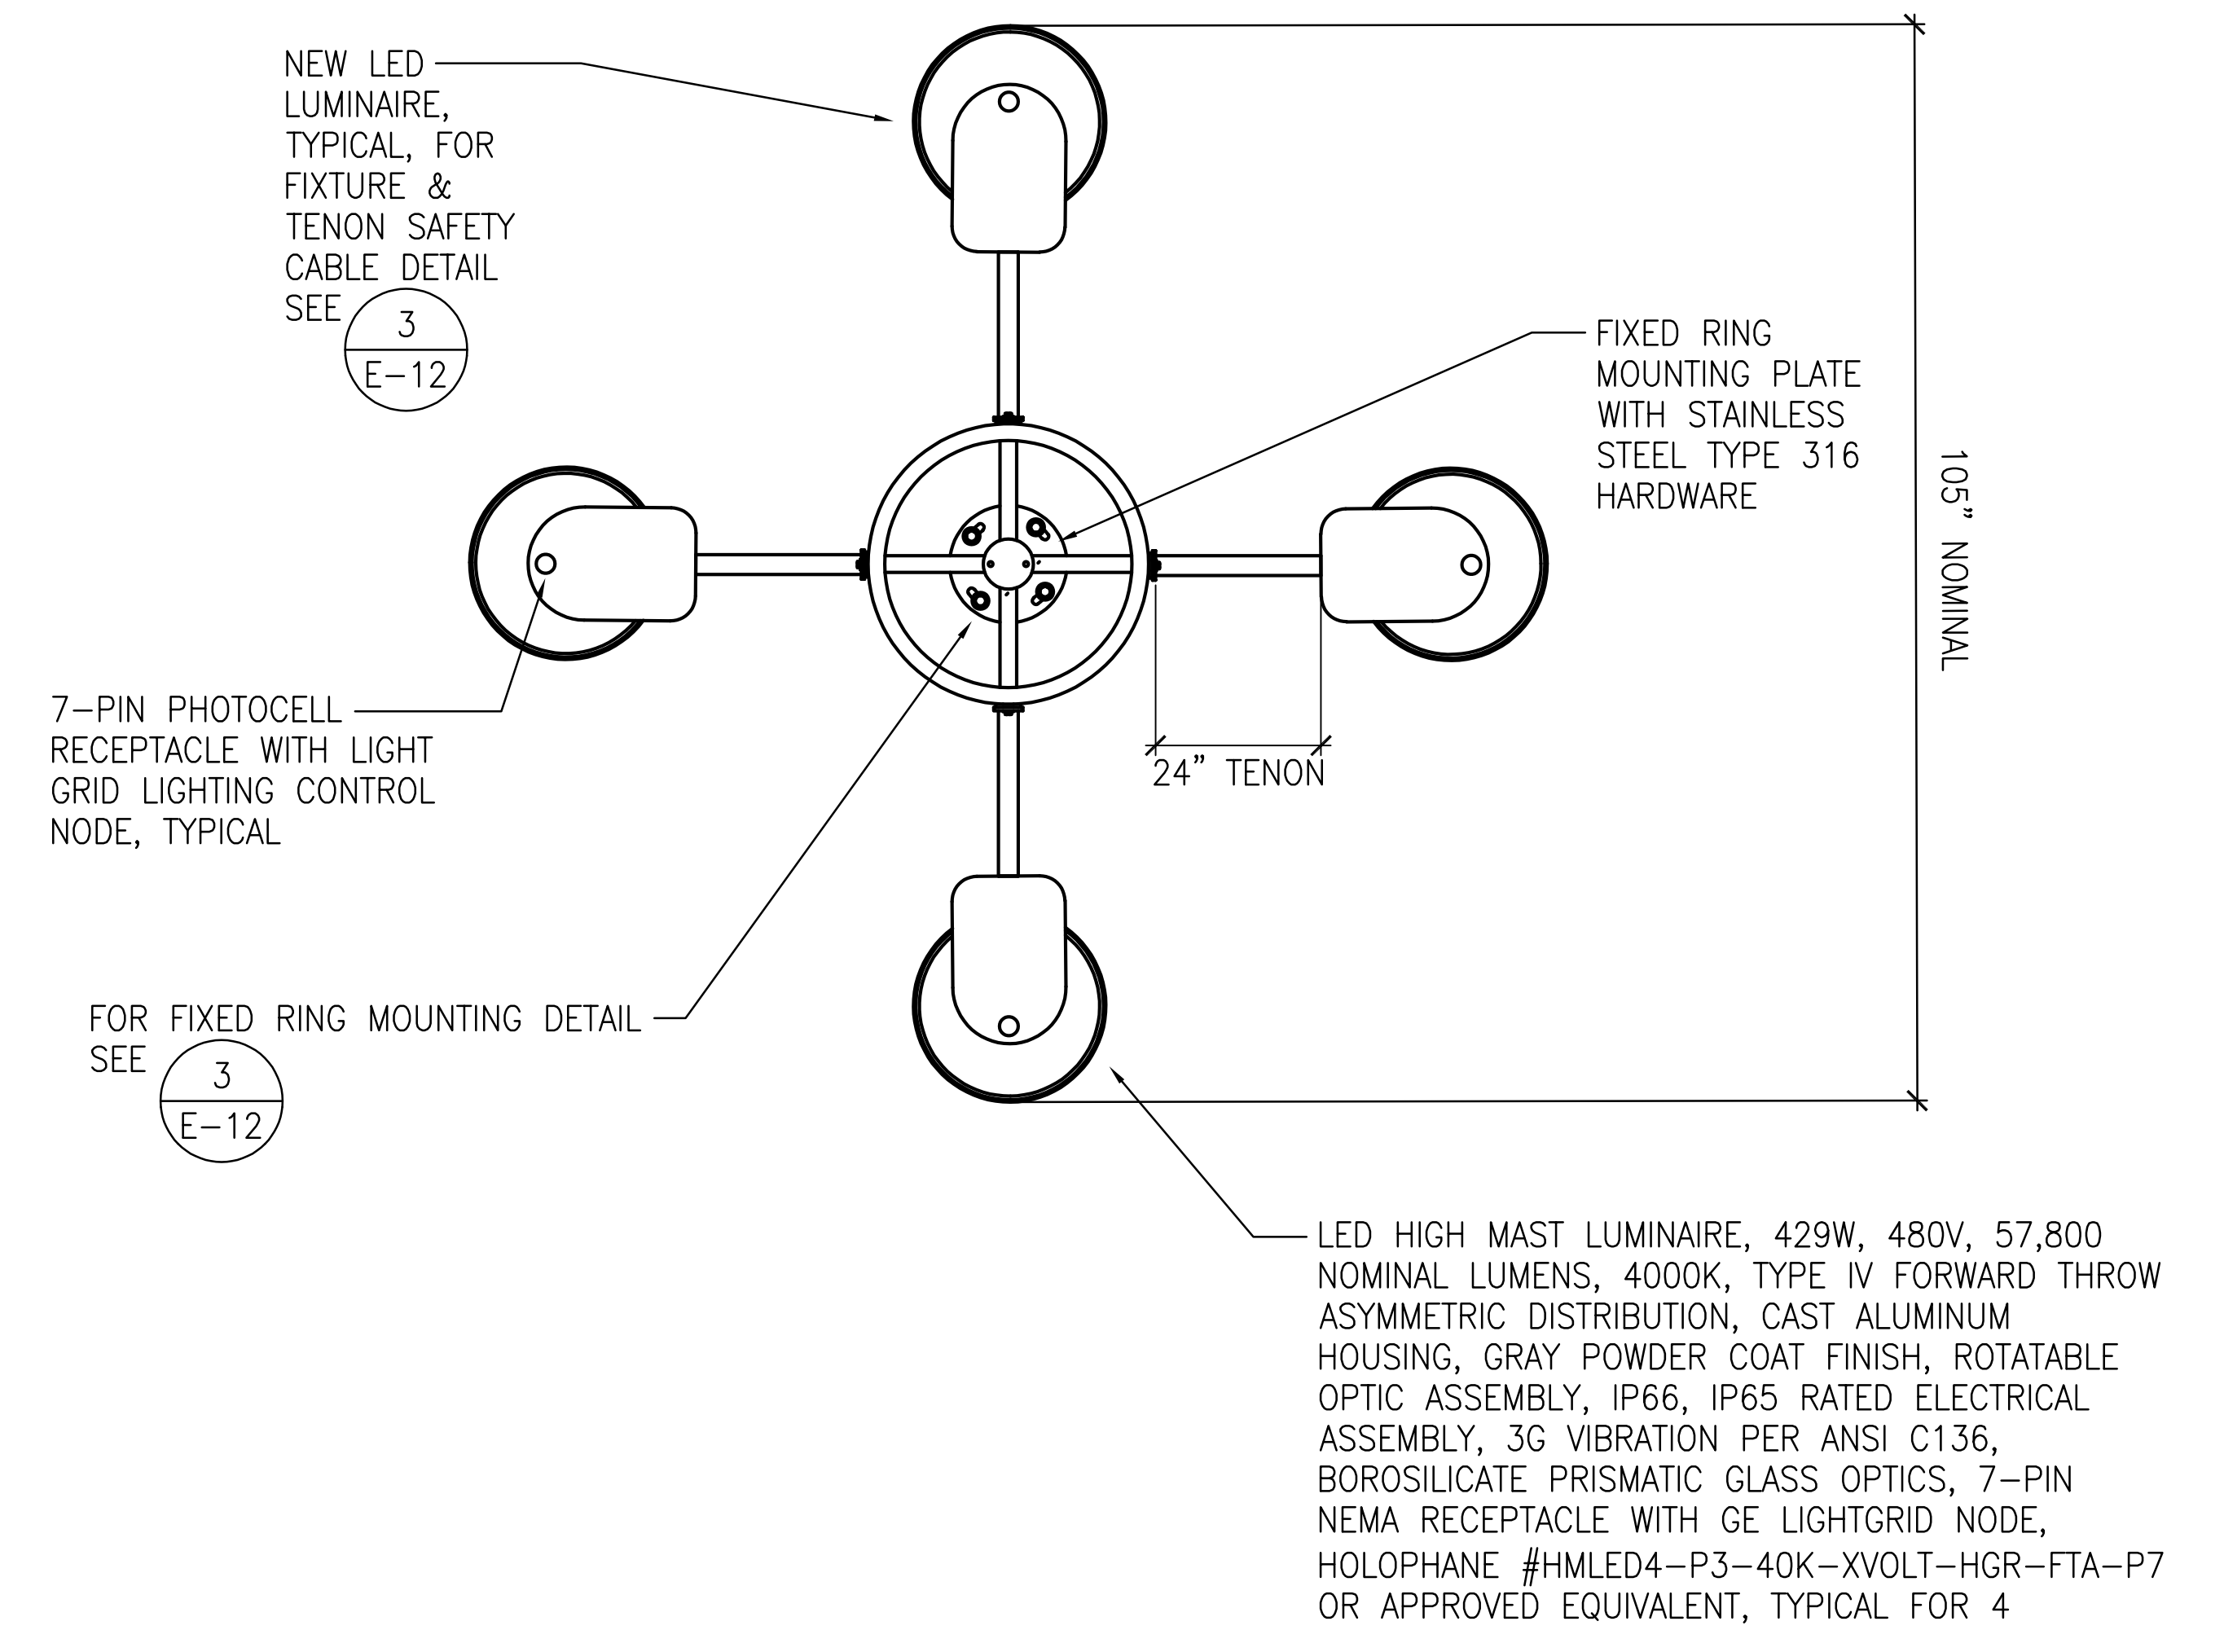 NEW LED
LUMINAIRE,
TYPICAL, FOR
FIXTURE &
TENON SAFETY
CABLE DETAIL
SEE
3
E-12
FIXED RING
MOUNTING PLATE
WITH STAINLESS
STEEL TYPE 316
HARDWARE
105" NOMINAL
7-PIN PHOTOCELL
RECEPTACLE WITH LIGHT
GRID LIGHTING CONTROL
NODE, TYPICAL
24" TENON
FOR FIXED RING MOUNTING DETAIL
SEE
3
E-12
LED HIGH MAST LUMINAIRE, 429W, 480V, 57,800
NOMINAL LUMENS, 4000K, TYPE IV FORWARD THROW
ASYMMETRIC DISTRIBUTION, CAST ALUMINUM
HOUSING, GRAY POWDER COAT FINISH, ROTATABLE
OPTIC ASSEMBLY, IP66, IP65 RATED ELECTRICAL
ASSEMBLY, 3G VIBRATION PER ANSI C136,
BOROSILICATE PRISMATIC GLASS OPTICS, 7-PIN
NEMA RECEPTACLE WITH GE LIGHTGRID NODE,
HOLOPHANE #HMLED4-P3-40K-XVOLT-HGR-FTA-P7
OR APPROVED EQUIVALENT, TYPICAL FOR 4